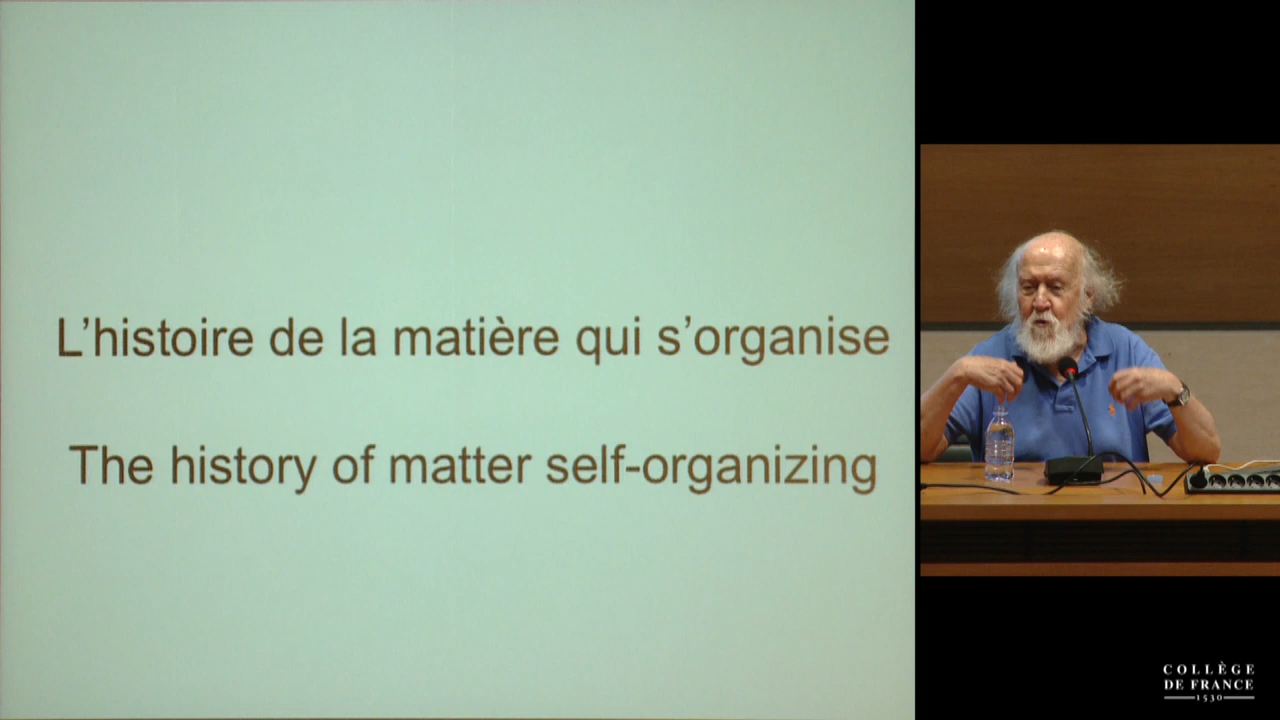 L’histoire de la matière qui s’organise
The history of matter self-organizing
COLLÈGE
DE FRANCE
1530